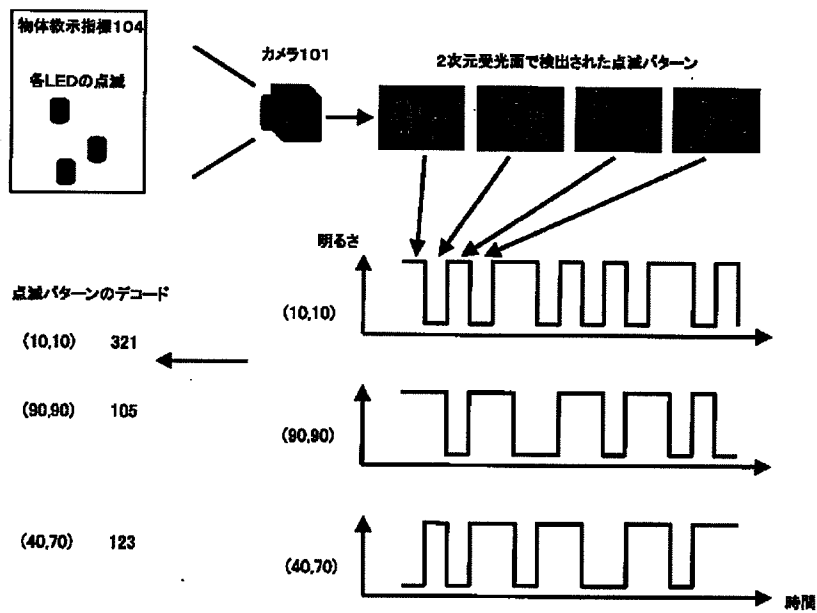 物体教示指標104
各LEDの点滅
カメラ101
2次元受光面で検出された点滅パターン
明るさ
(10,10)
(90,90)
(40,70)
時間
点滅パターンのデコード
(10,10) 321
(90,90) 105
(40,70) 123